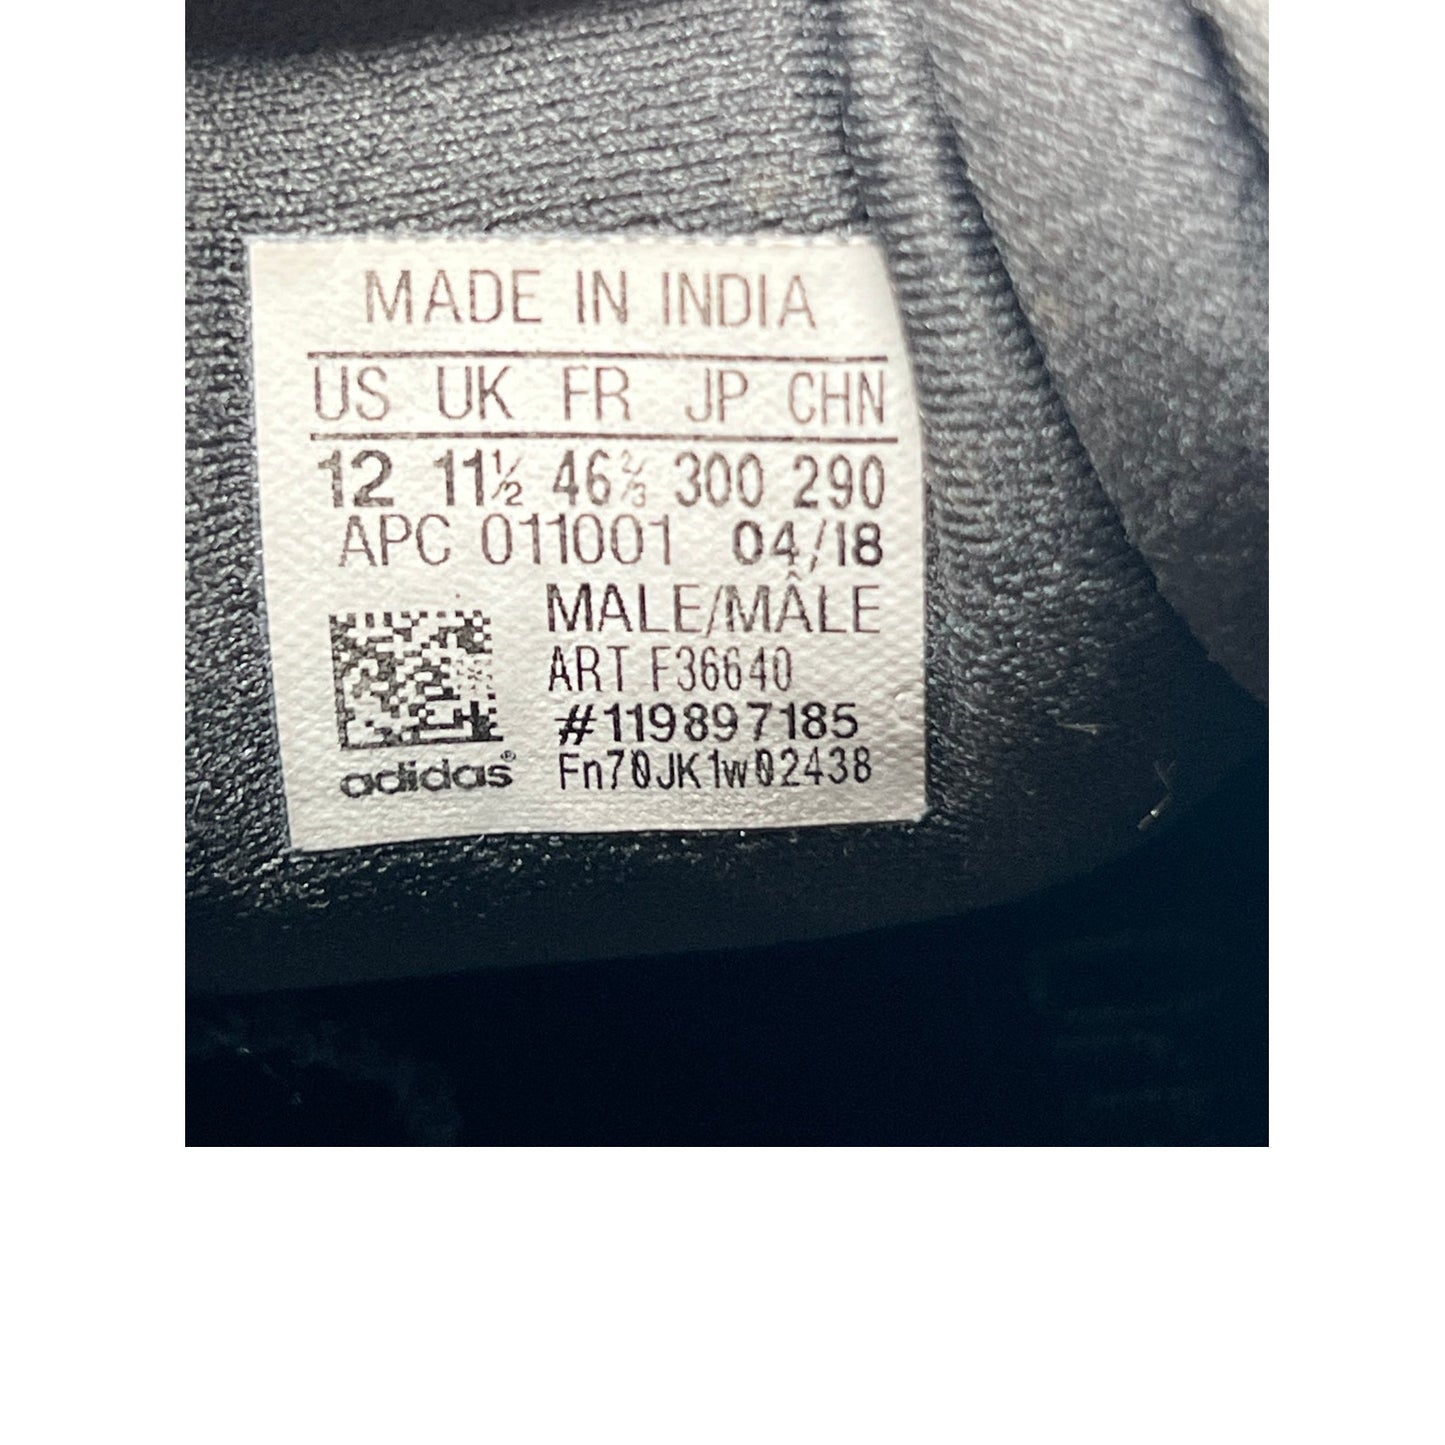 MADE IN INDIA
US UK FR JP CHN
12 11½ 46⅔ 300 290
APC 011001 04/18
MALE/MÂLE
ART F36640
#119897185
adidas® Fn70JK1w02438